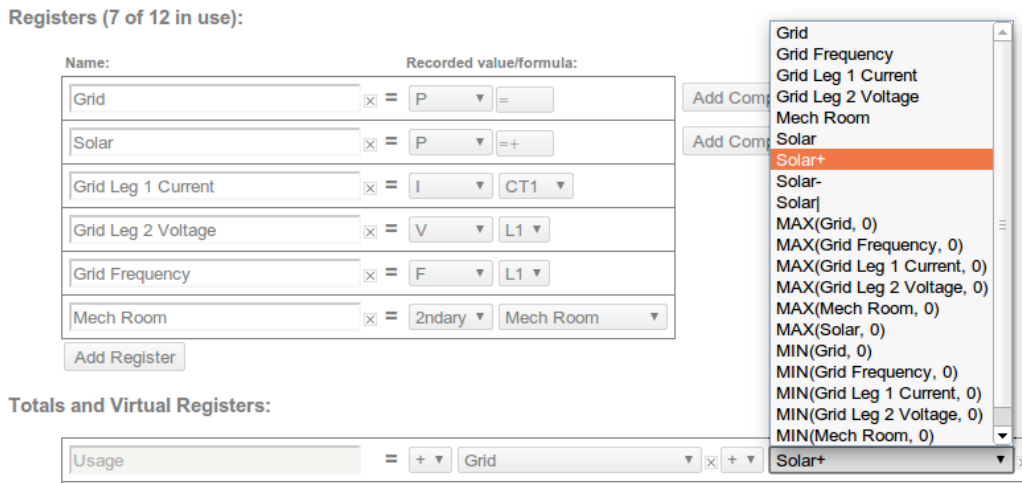 Registers (7 of 12 in use):
Name: Recorded value/formula:
Grid = P =
Add Comp
Solar = P =+
Add Comp
Grid Leg 1 Current = I CT1
Grid Leg 2 Voltage = V L1
Grid Frequency = F L1
Mech Room = 2ndary Mech Room
Add Register
Grid
Grid Frequency
Grid Leg 1 Current
Grid Leg 2 Voltage
Mech Room
Solar
Solar+
Solar-
Solar|
MAX(Grid, 0)
MAX(Grid Frequency, 0)
MAX(Grid Leg 1 Current, 0)
MAX(Grid Leg 2 Voltage, 0)
MAX(Mech Room, 0)
MAX(Solar, 0)
MIN(Grid, 0)
MIN(Grid Frequency, 0)
MIN(Grid Leg 1 Current, 0)
MIN(Grid Leg 2 Voltage, 0)
MIN(Mech Room, 0)
Totals and Virtual Registers:
Usage = + Grid + Solar+